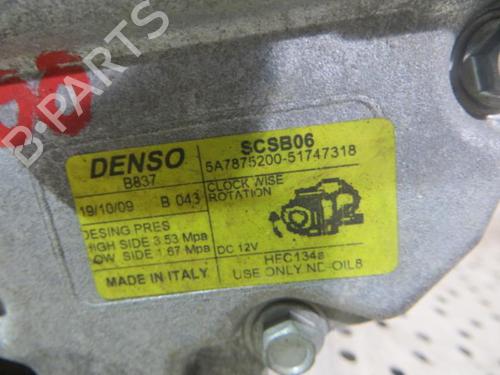 DENSO
B837
19/10/09 B 043
DESING PRES
HIGH SIDE 3.53 Mpa
LOW SIDE 1.67 Mpa
MADE IN ITALY
SCSB06
5A7875200-51747318
CLOCK WISE
ROTATION
DC 12V
HFC134a
USE ONLY ND-OIL8